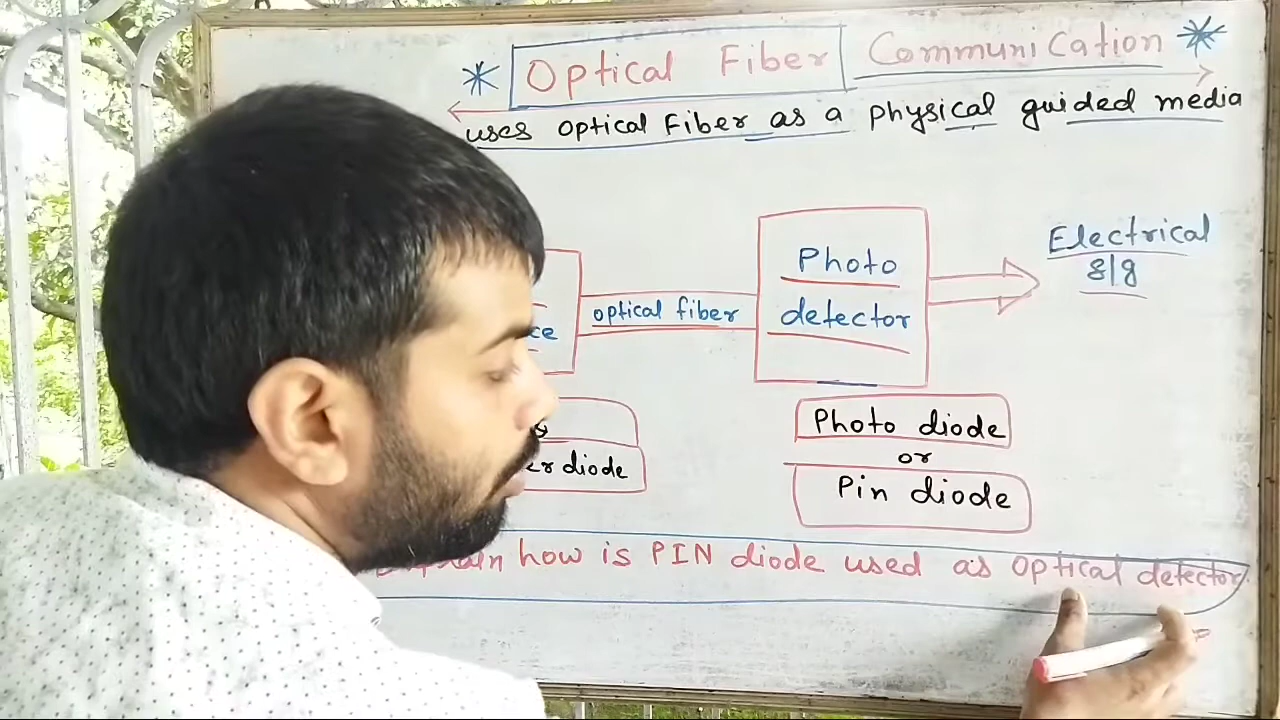 * Optical Fiber Communication *
uses optical Fiber as a physical guided media
Photo
detector
optical fiber
Electrical
s/g
Photo diode
or
Pin diode
diode
how is PIN diode used as optical detector